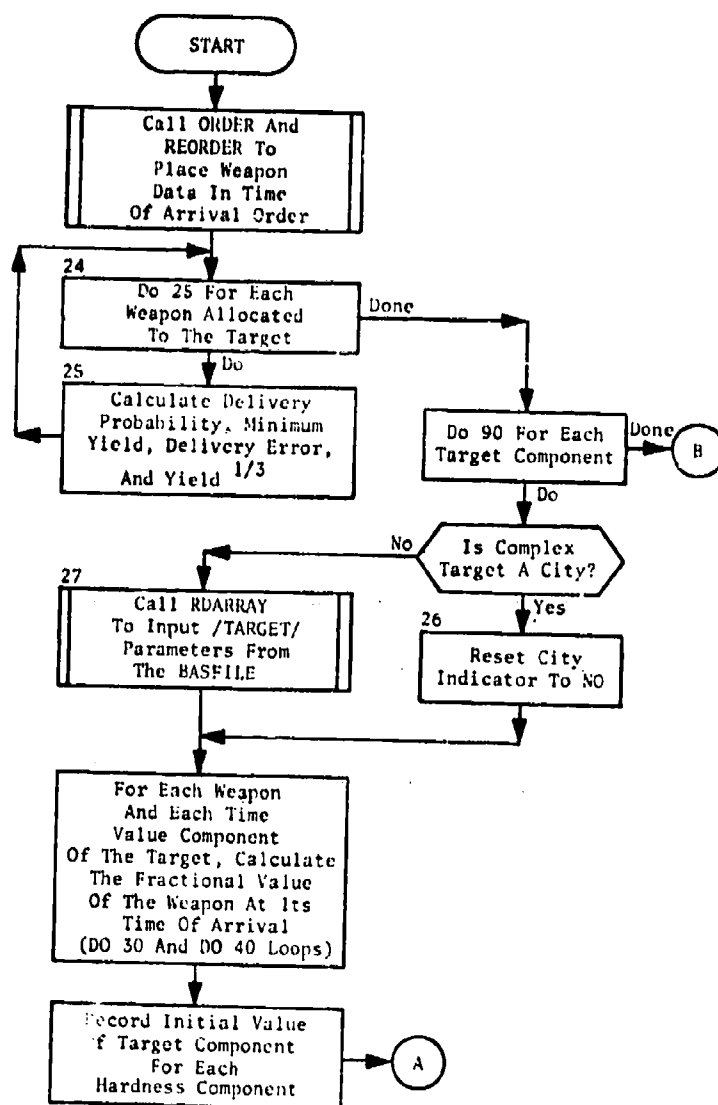 START
Call ORDER And
REORDER To
Place Weapon
Data In Time
Of Arrival Order
24
Do 25 For Each
Weapon Allocated
To The Target
Done
Do
25
Calculate Delivery
Probability, Minimum
Yield, Delivery Error,
And Yield 1/3
Do 90 For Each
Target Component
Done
B
Do
Is Complex
Target A City?
No
Yes
27
Call RDARRAY
To Input /TARGET/
Parameters From
The BASFILE
26
Reset City
Indicator To NO
For Each Weapon
And Each Time
Value Component
Of The Target, Calculate
The Fractional Value
Of The Weapon At Its
Time Of Arrival
(DO 30 And DO 40 Loops)
Record Initial Value
Of Target Component
For Each
Hardness Component
A